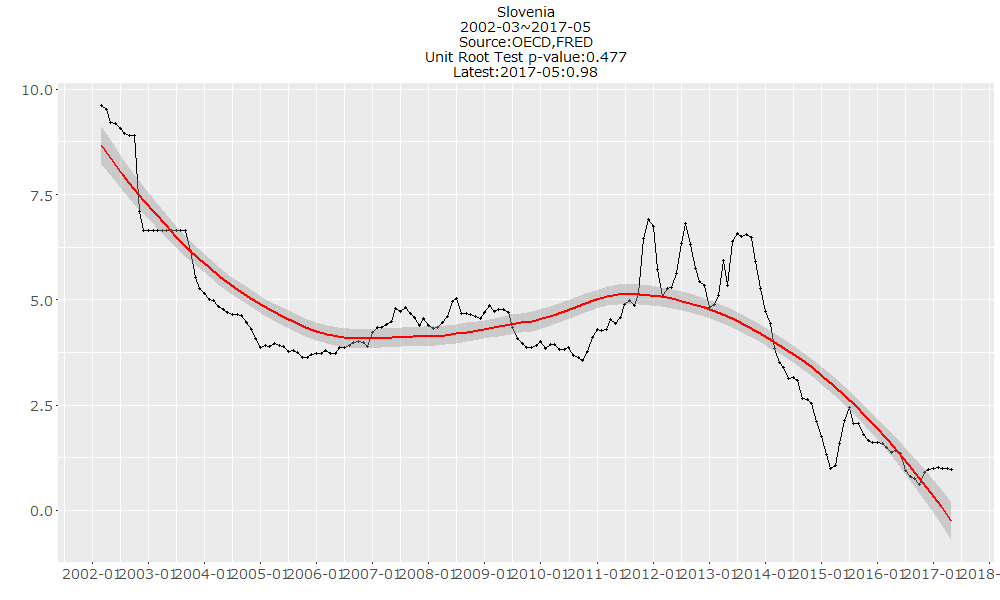 Slovenia
2002-03~2017-05
Source:OECD,FRED
Unit Root Test p-value:0.477
Latest:2017-05:0.98
10.0
7.5
5.0
2.5
0.0
2002-01 2003-01 2004-01 2005-01 2006-01 2007-01 2008-01 2009-01 2010-01 2011-01 2012-01 2013-01 2014-01 2015-01 2016-01 2017-01 2018-